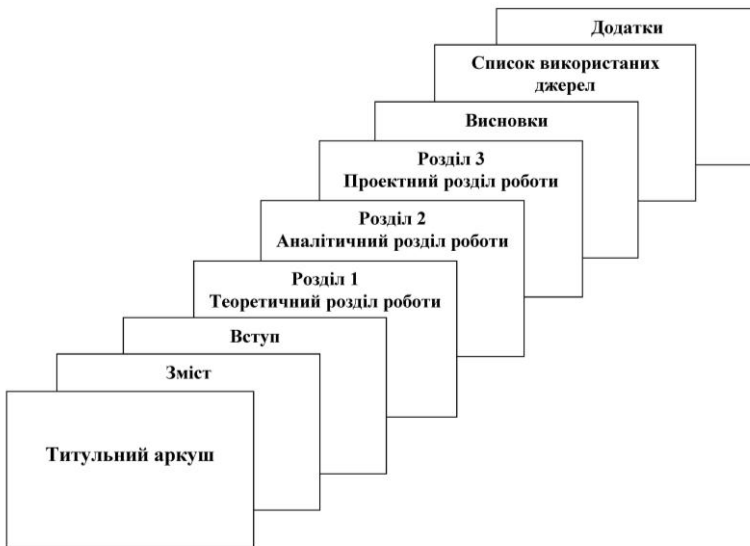 Додатки
Список використаних
джерел
Висновки
Розділ 3
Проектний розділ роботи
Розділ 2
Аналітичний розділ роботи
Розділ 1
Теоретичний розділ роботи
Вступ
Зміст
Титульний аркуш